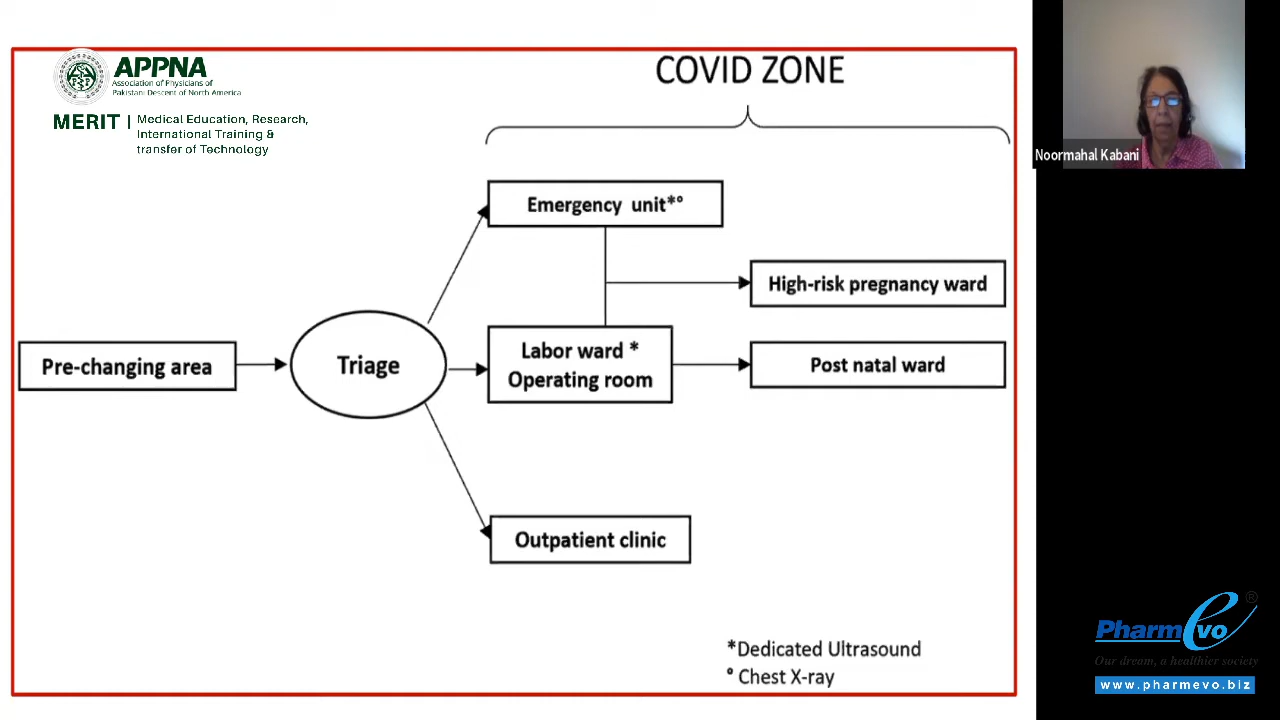 APPNA
Association of Physicians of
Pakistani Descent of North America
MERIT | Medical Education, Research,
International Training &
transfer of Technology
COVID ZONE
Emergency unit*°
High-risk pregnancy ward
Pre-changing area
Triage
Labor ward *
Operating room
Post natal ward
Outpatient clinic
*Dedicated Ultrasound
° Chest X-ray
Noormahal Kabani
PharmEvo ®
Our dream, a healthier society
www.pharmevo.biz